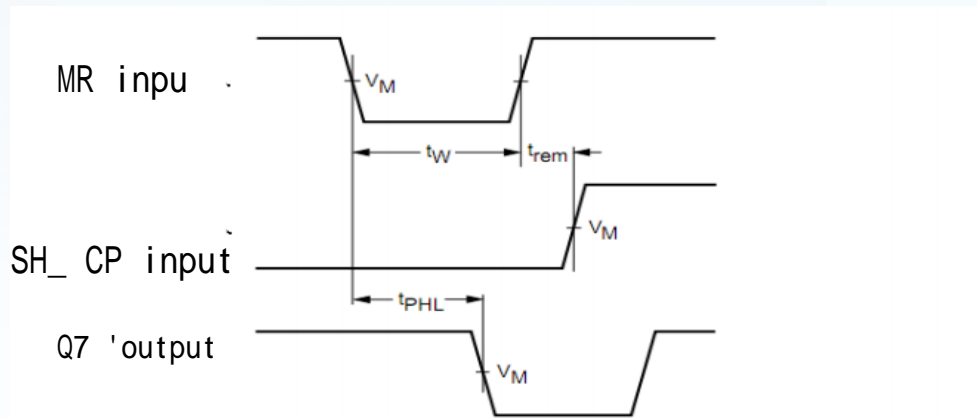 MR inpu
VM
tW
trem
SH_ CP input
VM
tPHL
Q7 'output
VM